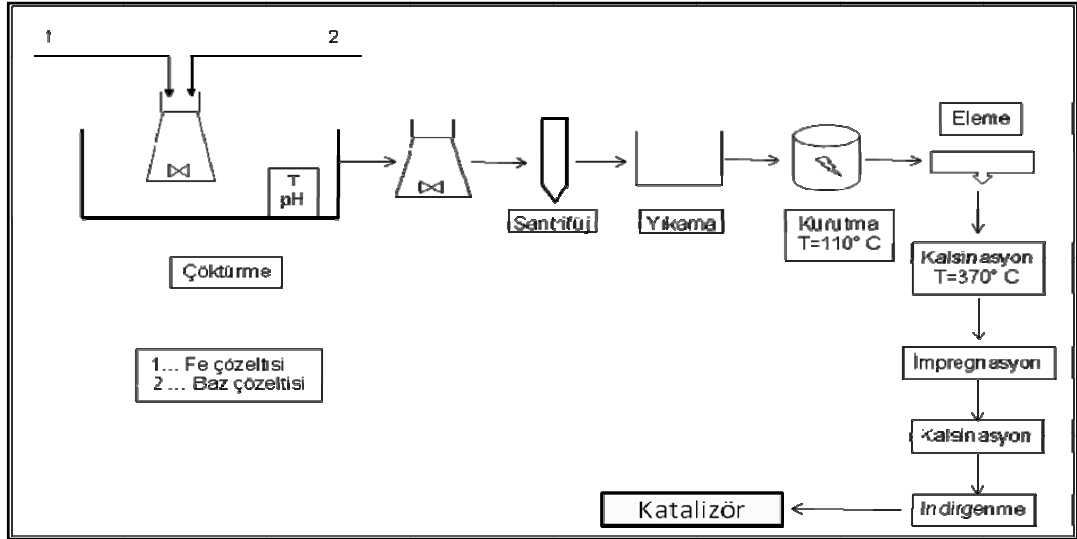 1
2
T
pH
Eleme
Santrifüj
Yıkama
Kurutma
T=110° C
Çöktürme
Kalsinasyon
T=370° C
1... Fe çözeltisi
2 ... Baz çözeltisi
İmpregnasyon
Kalsinasyon
Katalizör
İndirgenme